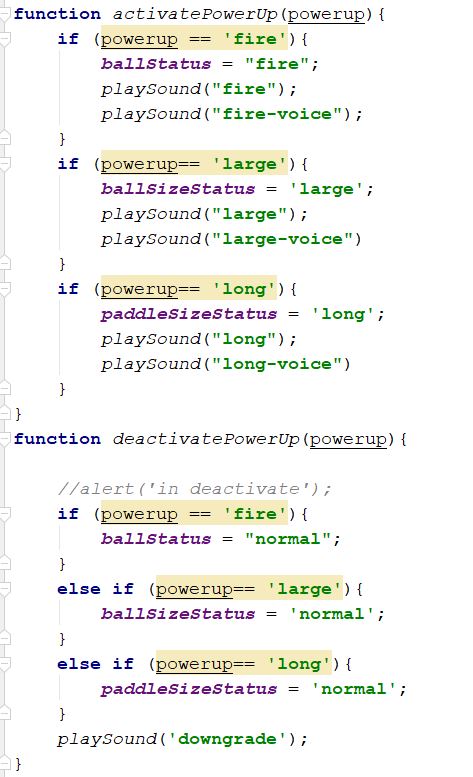 function activatePowerUp(powerup){
    if (powerup == 'fire'){
        ballStatus = "fire";
        playSound("fire");
        playSound("fire-voice");
    }
    if (powerup== 'large'){
        ballSizeStatus = 'large';
        playSound("large");
        playSound("large-voice")
    }
    if (powerup== 'long'){
        paddleSizeStatus = 'long';
        playSound("long");
        playSound("long-voice")
    }
}
function deactivatePowerUp(powerup){

    //alert('in deactivate');
    if (powerup == 'fire'){
        ballStatus = "normal";
    }
    else if (powerup== 'large'){
        ballSizeStatus = 'normal';
    }
    else if (powerup== 'long'){
        paddleSizeStatus = 'normal';
    }
    playSound('downgrade');
}